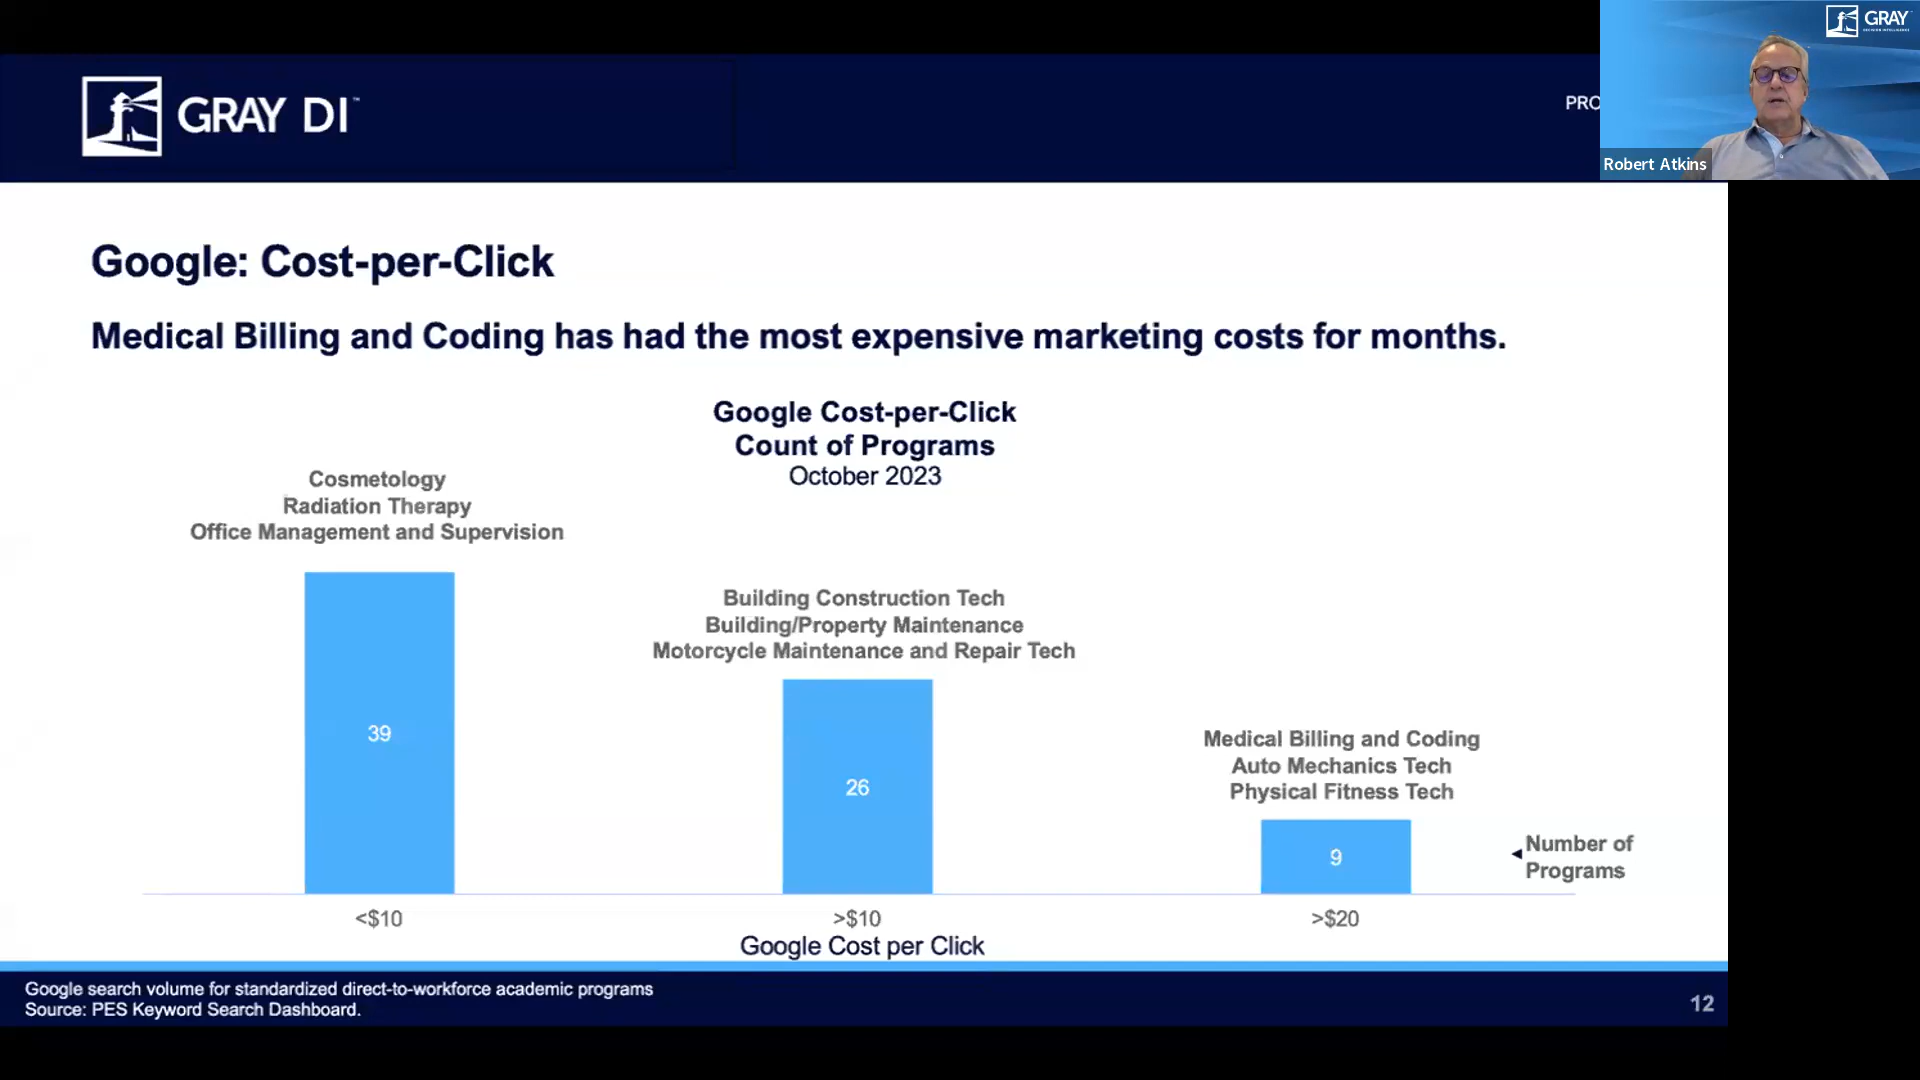 GRAY DI™
PRO
GRAY
Robert Atkins
Google: Cost-per-Click
Medical Billing and Coding has had the most expensive marketing costs for months.
Google Cost-per-Click
Count of Programs
October 2023
Cosmetology
Radiation Therapy
Office Management and Supervision
39
Building Construction Tech
Building/Property Maintenance
Motorcycle Maintenance and Repair Tech
26
Medical Billing and Coding
Auto Mechanics Tech
Physical Fitness Tech
9
Number of
Programs
<$10
>$10
>$20
Google Cost per Click
Google search volume for standardized direct-to-workforce academic programs
Source: PES Keyword Search Dashboard.
12